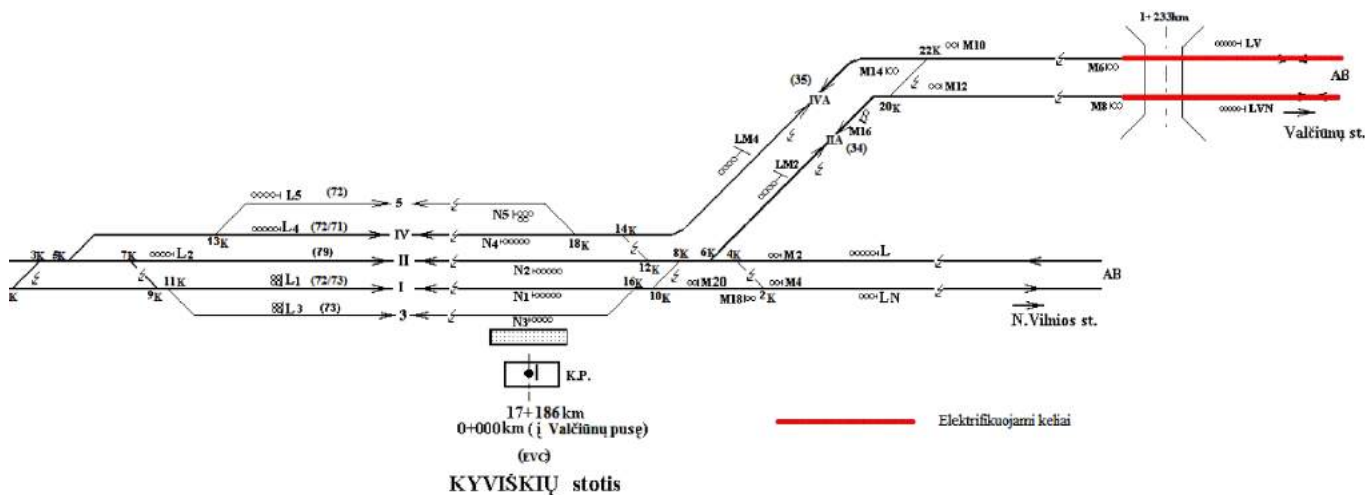 1+233km
LV
22K
M10
M14
M6
AB
(35)
IVA
M12
20K
M8
LVN
M16
Valčiūnų st.
IIA
(34)
LM4
LM2
L5
(72)
5
N5
13K
L4
(72/71)
IV
N4
18K
14K
3K
5K
7K
L2
(79)
II
N2
12K
8K
6K
4K
M2
L
K
11K
9K
L1
(72/73)
I
N1
16K
10K
M20
M4
M18
2K
LN
AB
L3
(73)
3
N3
N.Vilnios st.
K.P.
17+186km
0+000km (į Valčiūnų pusę)
(EVC)
Elektrifikuojami keliai
KYVIŠKIŲ stotis